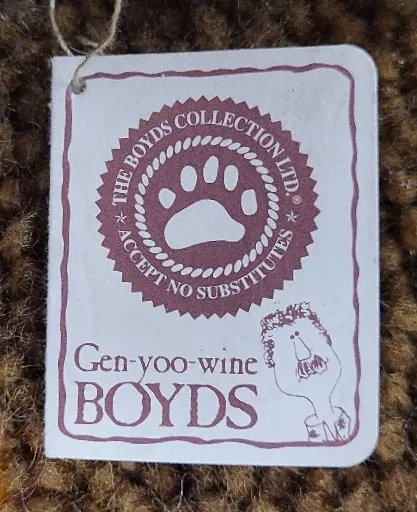 THE BOYDS COLLECTION LTD.®
ACCEPT NO SUBSTITUTES
Gen-yoo-wine
BOYDS